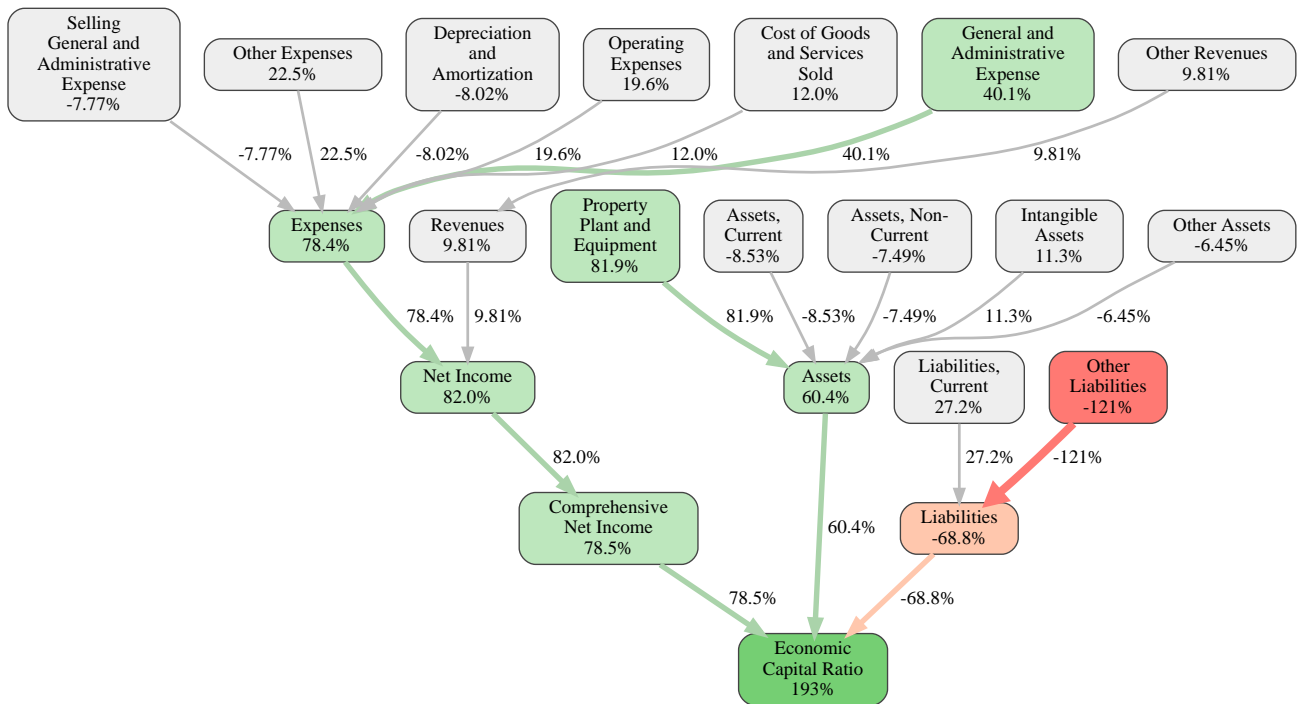 Selling
General and
Administrative
Expense
-7.77%
Other Expenses
22.5%
Depreciation
and
Amortization
-8.02%
Operating
Expenses
19.6%
Cost of Goods
and Services
Sold
12.0%
General and
Administrative
Expense
40.1%
Other Revenues
9.81%
-7.77%
22.5%
-8.02%
19.6%
12.0%
40.1%
9.81%
Expenses
78.4%
Revenues
9.81%
Property
Plant and
Equipment
81.9%
Assets,
Current
-8.53%
Assets, Non-
Current
-7.49%
Intangible
Assets
11.3%
Other Assets
-6.45%
78.4%
9.81%
81.9%
-8.53%
-7.49%
11.3%
-6.45%
Net Income
82.0%
Assets
60.4%
Liabilities,
Current
27.2%
Other
Liabilities
-121%
82.0%
27.2%
-121%
Comprehensive
Net Income
78.5%
60.4%
Liabilities
-68.8%
78.5%
-68.8%
Economic
Capital Ratio
193%